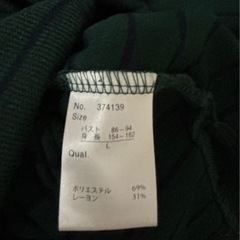 No. 374139
Size
バスト 86-94
身長 154-162
L
Qual.
ポリエステル 69%
レーヨン 31%